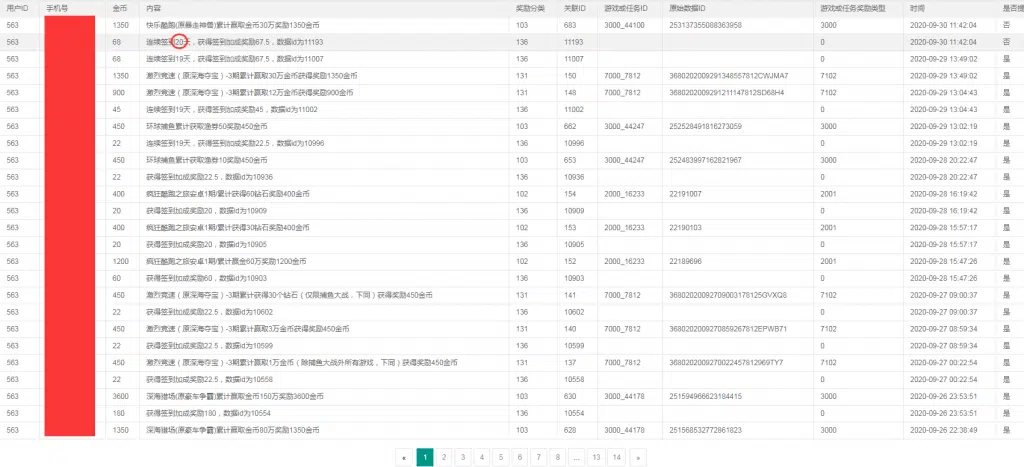 用户ID 手机号 金币 内容 奖励分类 关联ID 游戏或任务ID 原始数据ID 游戏或任务奖励类型 时间 是否提
563 1350 快乐酷跑(原暴走神兽)累计赢取金币30万奖励1350金币 103 683 3000_44100 253137355088363958 3000 2020-09-30 11:42:04 否
563 68 连续签到20天，获得签到加成奖励67.5，数据id为11193 136 11193 0 2020-09-30 11:42:04 否
563 68 连续签到19天，获得签到加成奖励67.5，数据id为11007 136 11007 0 2020-09-29 13:49:02 是
563 1350 激烈竞速（原深海夺宝）-3期累计赢取30万金币获得奖励1350金币 131 150 7000_7812 3680202009291348557812CWJMA7 7102 2020-09-29 13:49:02 是
563 900 激烈竞速（原深海夺宝）-3期累计赢取12万金币获得奖励900金币 131 148 7000_7812 3680202009291211147812SD68H4 7102 2020-09-29 13:04:43 是
563 45 连续签到19天，获得签到加成奖励45，数据id为11002 136 11002 0 2020-09-29 13:04:43 是
563 450 环球捕鱼累计获取渔券50奖励450金币 103 662 3000_44247 252528491816273059 3000 2020-09-29 13:02:19 是
563 22 连续签到19天，获得签到加成奖励22.5，数据id为10996 136 10996 0 2020-09-29 13:02:19 是
563 450 环球捕鱼累计获取渔券10奖励450金币 103 653 3000_44247 252483997162821967 3000 2020-09-28 20:22:47 是
563 22 获得签到加成奖励22.5，数据id为10936 136 10936 0 2020-09-28 20:22:47 是
563 400 疯狂酷跑之旅安卓1期/累计获得60钻石奖励400金币 102 154 2000_16233 22191007 2001 2020-09-28 16:19:42 是
563 20 获得签到加成奖励20，数据id为10909 136 10909 0 2020-09-28 16:19:42 是
563 400 疯狂酷跑之旅安卓1期/累计获得30钻石奖励400金币 102 153 2000_16233 22190103 2001 2020-09-28 15:57:17 是
563 20 获得签到加成奖励20，数据id为10905 136 10905 0 2020-09-28 15:57:17 是
563 1200 疯狂酷跑之旅安卓1期/累计赢金60万奖励1200金币 102 152 2000_16233 22189696 2001 2020-09-28 15:47:26 是
563 60 获得签到加成奖励60，数据id为10903 136 10903 0 2020-09-28 15:47:26 是
563 450 激烈竞速（原深海夺宝）-3期累计获得30个钻石（仅限捕鱼大战，下同）获得奖励450金币 131 141 7000_7812 3680202009270900 3178125GVXQ8 7102 2020-09-27 09:00:37 是
563 22 获得签到加成奖励22.5，数据id为10602 136 10602 0 2020-09-27 09:00:37 是
563 450 激烈竞速（原深海夺宝）-3期累计赢取3万金币获得奖励450金币 131 140 7000_7812 3680202009270859267812EPWB71 7102 2020-09-27 08:59:34 是
563 22 获得签到加成奖励22.5，数据id为10599 136 10599 0 2020-09-27 08:59:34 是
563 450 激烈竞速（原深海夺宝）-3期累计赢取1万金币（除捕鱼大战外所有游戏，下同）获得奖励450金币 131 137 7000_7812 3680202009270022457812969TY7 7102 2020-09-27 00:22:54 是
563 22 获得签到加成奖励22.5，数据id为10558 136 10558 0 2020-09-27 00:22:54 是
563 3600 深海猎场(原豪车争霸)累计赢取金币150万奖励3600金币 103 630 3000_44178 251594966623184415 3000 2020-09-26 23:53:51 是
563 180 获得签到加成奖励180，数据id为10554 136 10554 0 2020-09-26 23:53:51 是
563 1350 深海猎场(原豪车争霸)累计赢取金币80万奖励1350金币 103 628 3000_44178 251568532772861823 3000 2020-09-26 22:38:49 是
« 1 2 3 4 5 6 7 8 ... 13 14 »